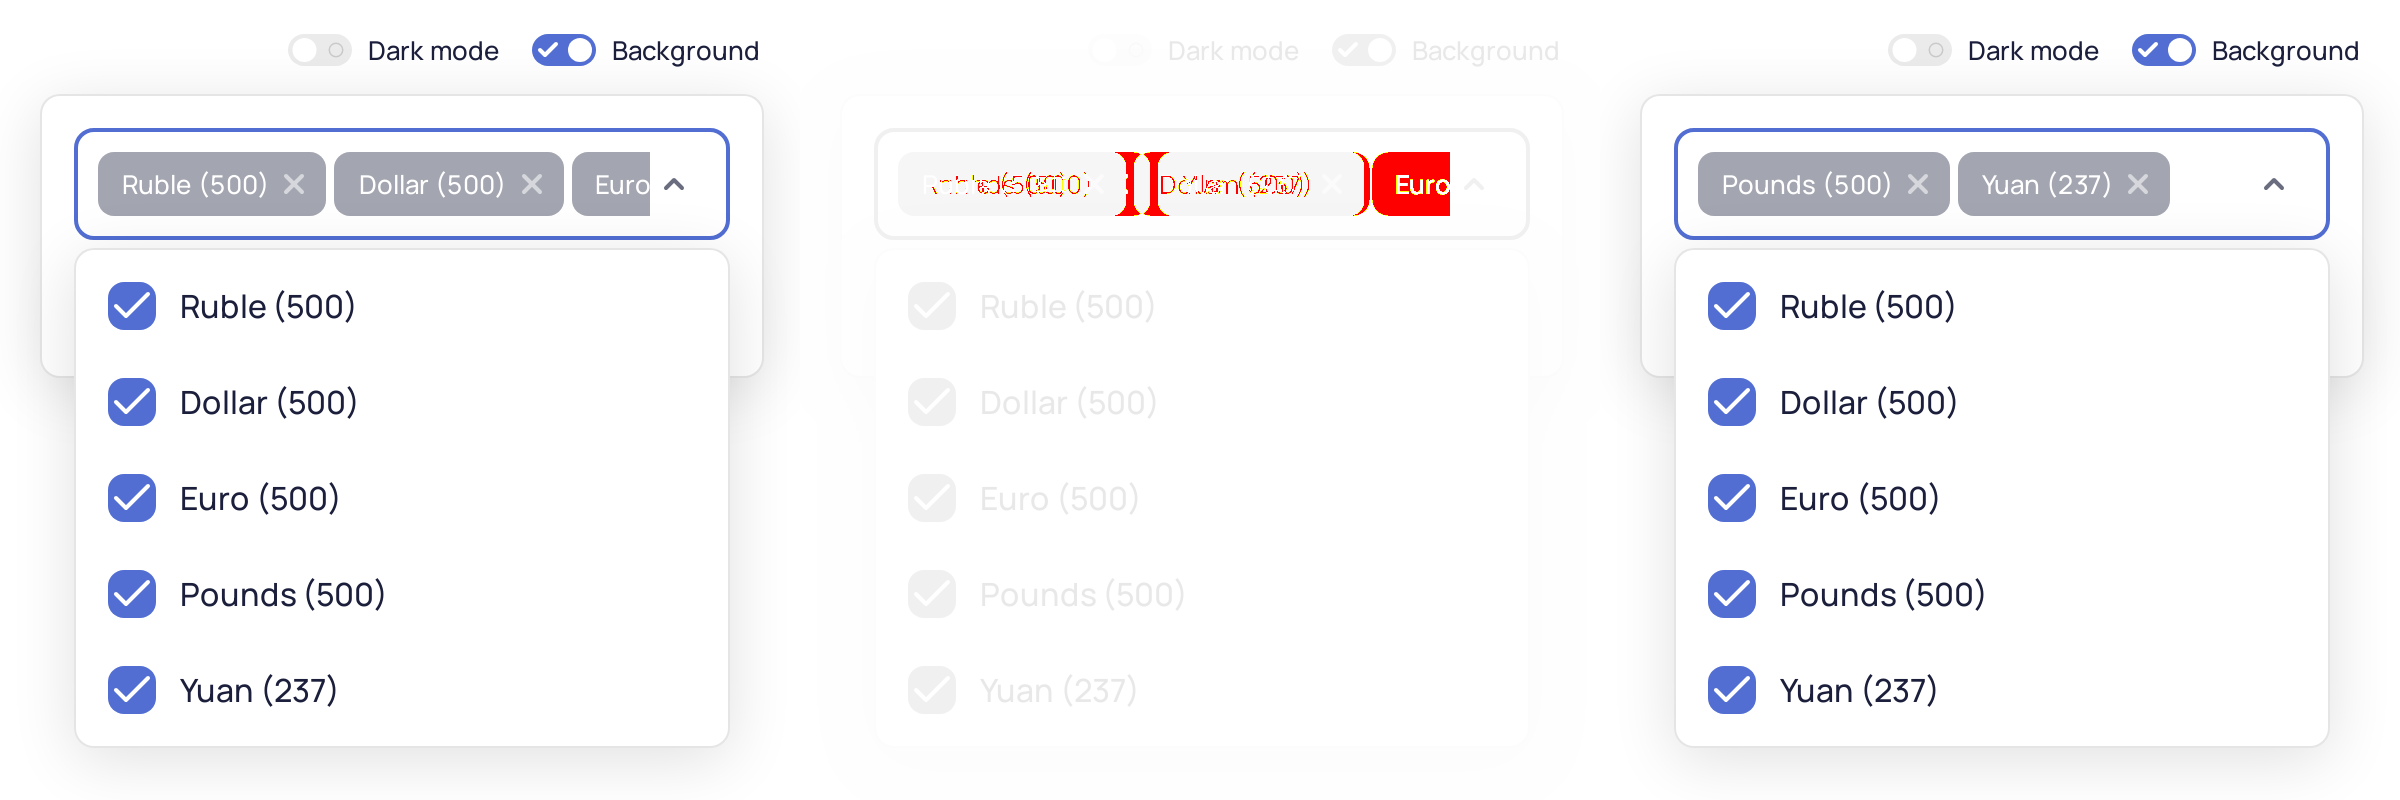 Dark mode Background Dark mode Background Dark mode Background
Ruble (500) Dollar (500) Euro Euro Pounds (500) Yuan (237)
Ruble (500) Ruble (500) Ruble (500)
Dollar (500) Dollar (500) Dollar (500)
Euro (500) Euro (500) Euro (500)
Pounds (500) Pounds (500) Pounds (500)
Yuan (237) Yuan (237) Yuan (237)